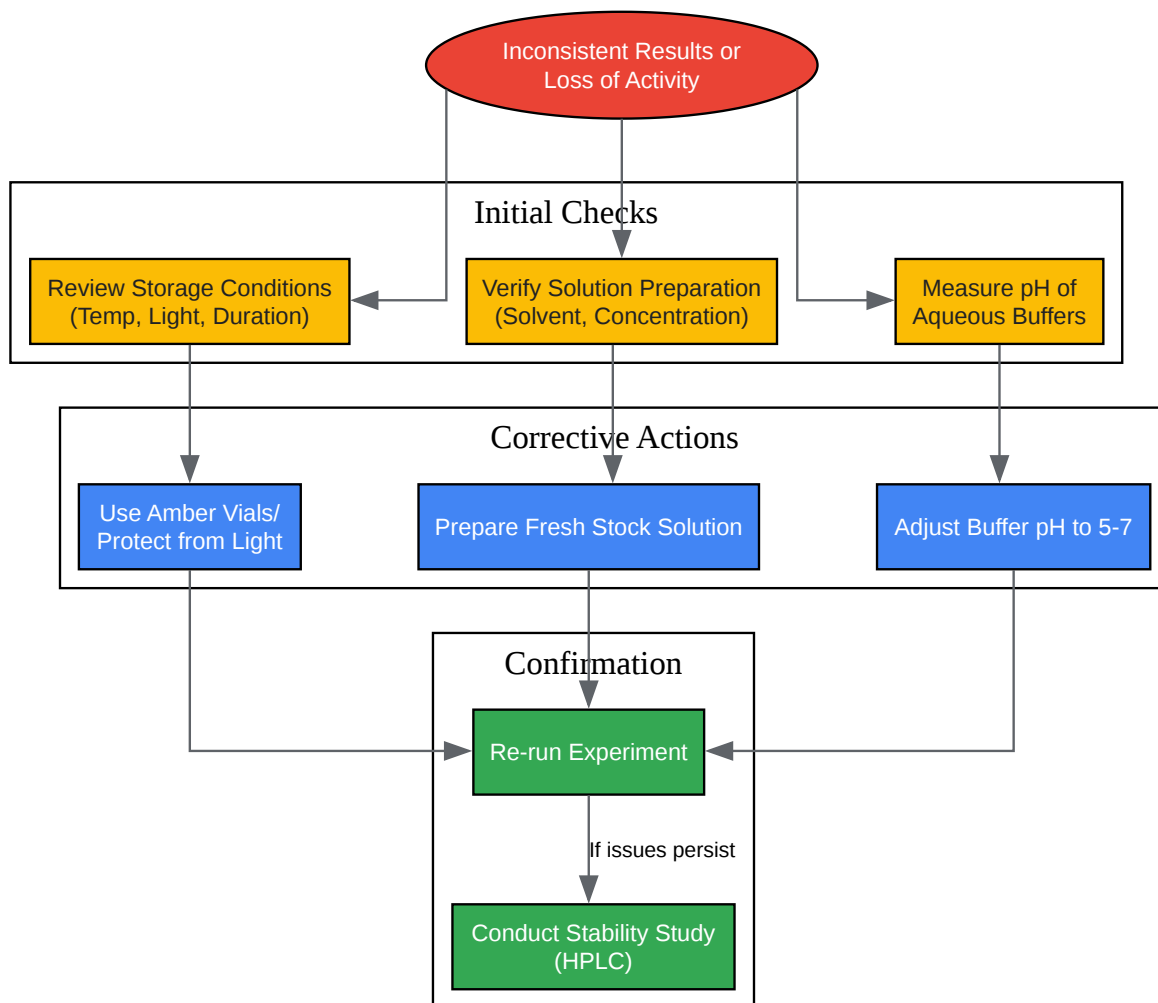 Inconsistent Results or
Loss of Activity
Initial Checks
Review Storage Conditions
(Temp, Light, Duration)
Verify Solution Preparation
(Solvent, Concentration)
Measure pH of
Aqueous Buffers
Corrective Actions
Use Amber Vials/
Protect from Light
Prepare Fresh Stock Solution
Adjust Buffer pH to 5-7
Confirmation
Re-run Experiment
If issues persist
Conduct Stability Study
(HPLC)